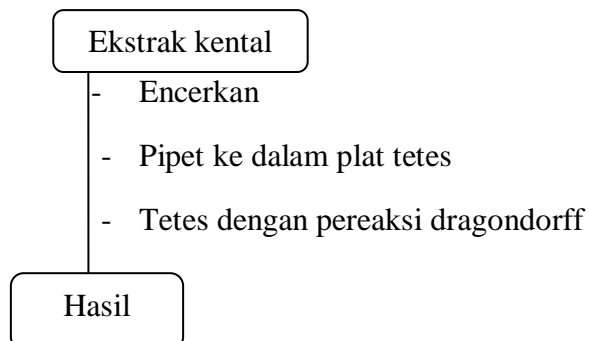 Ekstrak kental
- Encerkan
- Pipet ke dalam plat tetes
- Tetes dengan pereaksi dragondorff
Hasil